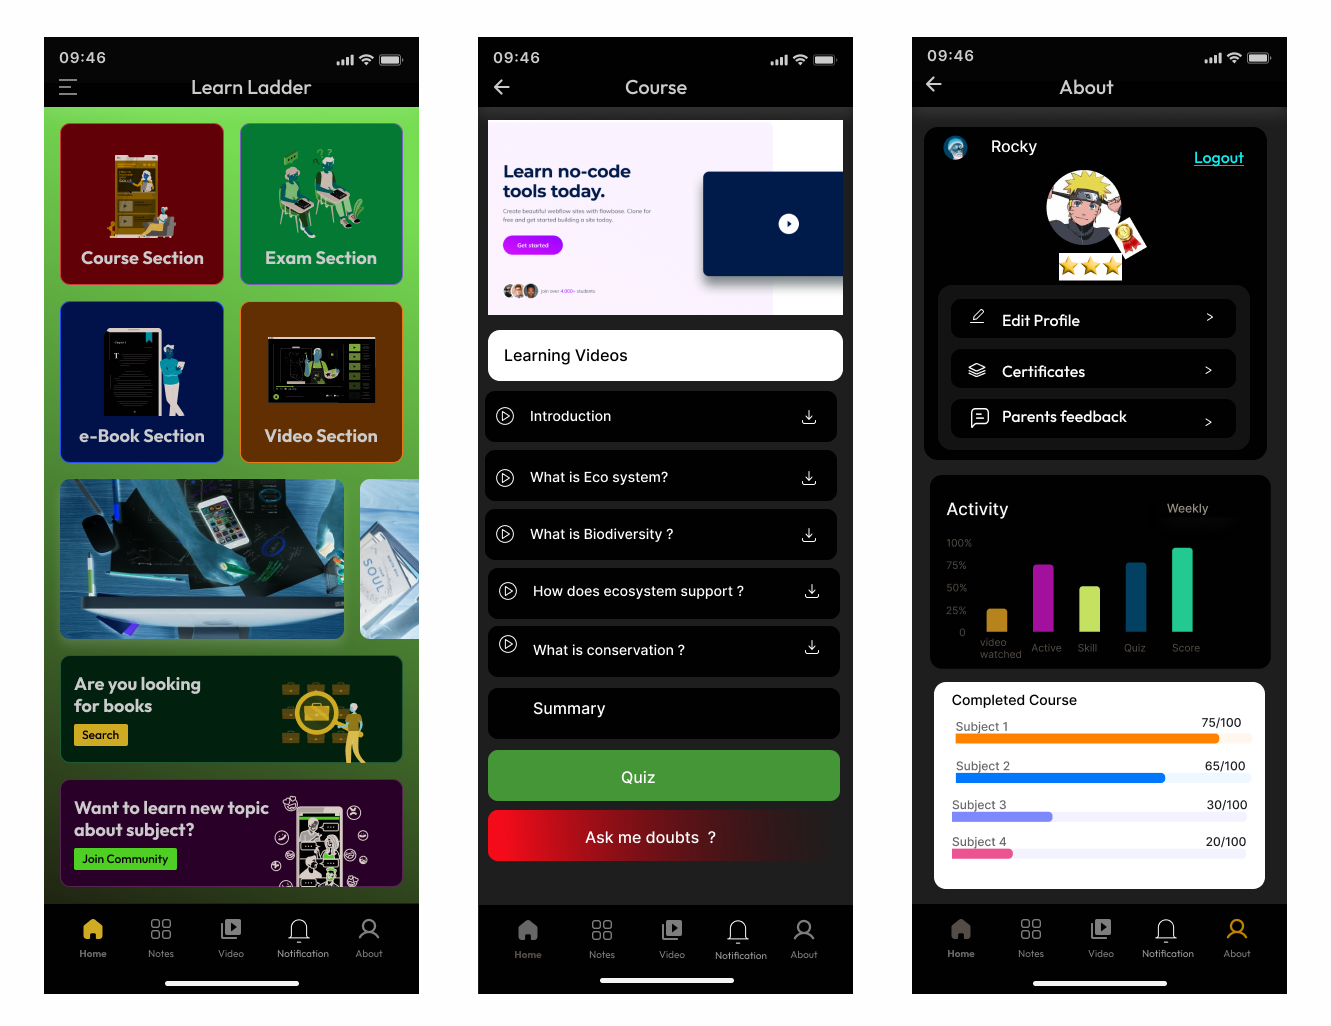 09:46
Learn Ladder
Course Section
Exam Section
e-Book Section
Video Section
SOUL
Are you looking
for books
Search
Want to learn new topic
about subject?
Join Community
Home
Notes
Video
Notification
About
09:46
Course
Learn no-code
tools today.
Create beautiful webflow sites with flowbase. Clone for
free and get started building a site today.
Get started
join over 4,000+ students
Learning Videos
Introduction
What is Eco system?
What is Biodiversity ?
How does ecosystem support ?
What is conservation ?
Summary
Quiz
Ask me doubts ?
Home
Notes
Video
Notification
About
09:46
About
Rocky
Logout
Edit Profile >
Certificates >
Parents feedback >
Activity
Weekly
100%
75%
50%
25%
0
video
watched
Active
Skill
Quiz
Score
Completed Course
Subject 1 75/100
Subject 2 65/100
Subject 3 30/100
Subject 4 20/100
Home
Notes
Video
Notification
About